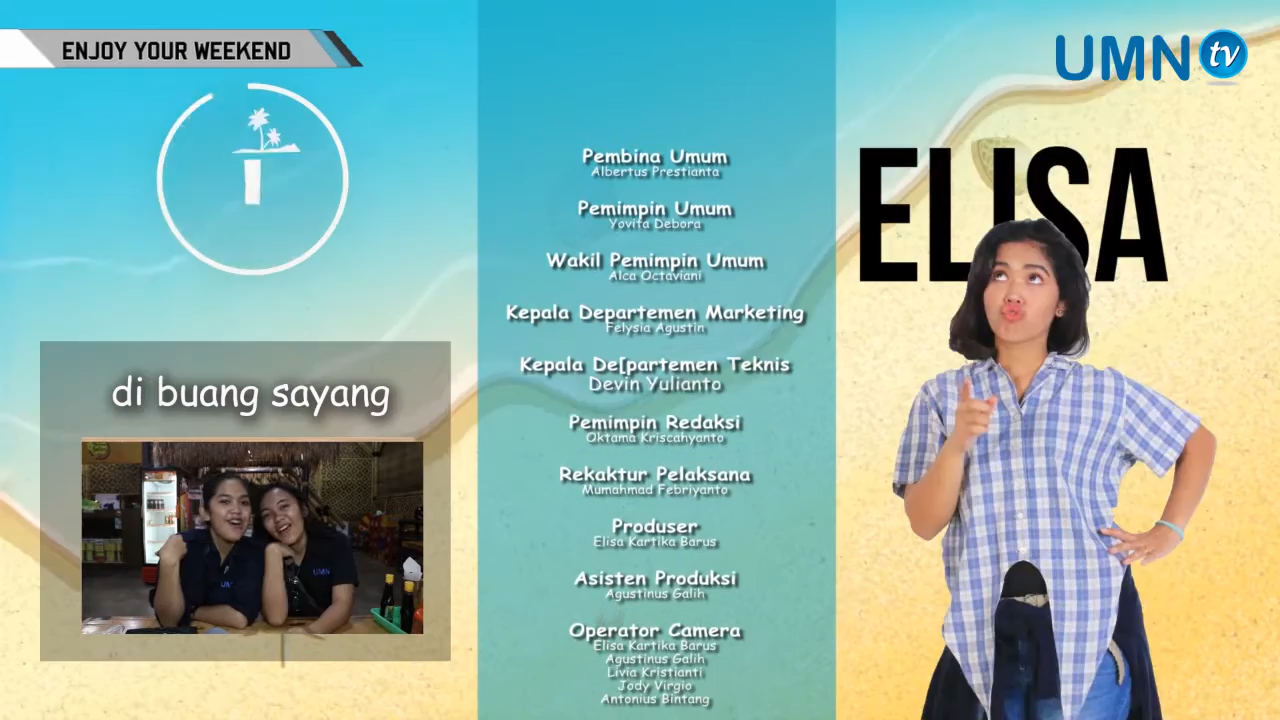 ENJOY YOUR WEEKEND
UMN tv
di buang sayang
UMN
Pembina Umum
Albertus Prestianta
Pemimpin Umum
Yovita Debora
Wakil Pemimpin Umum
Alca Octaviani
Kepala Departemen Marketing
Felysia Agustin
Kepala De[partemen Teknis
Devin Yulianto
Pemimpin Redaksi
Oktama Kriscahyanto
Rekaktur Pelaksana
Mumahmad Febriyanto
Produser
Elisa Kartika Barus
Asisten Produksi
Agustinus Galih
Operator Camera
Elisa Kartika Barus
Agustinus Galih
Livia Kristianti
Jody Virgio
Antonius Bintang
ELISA